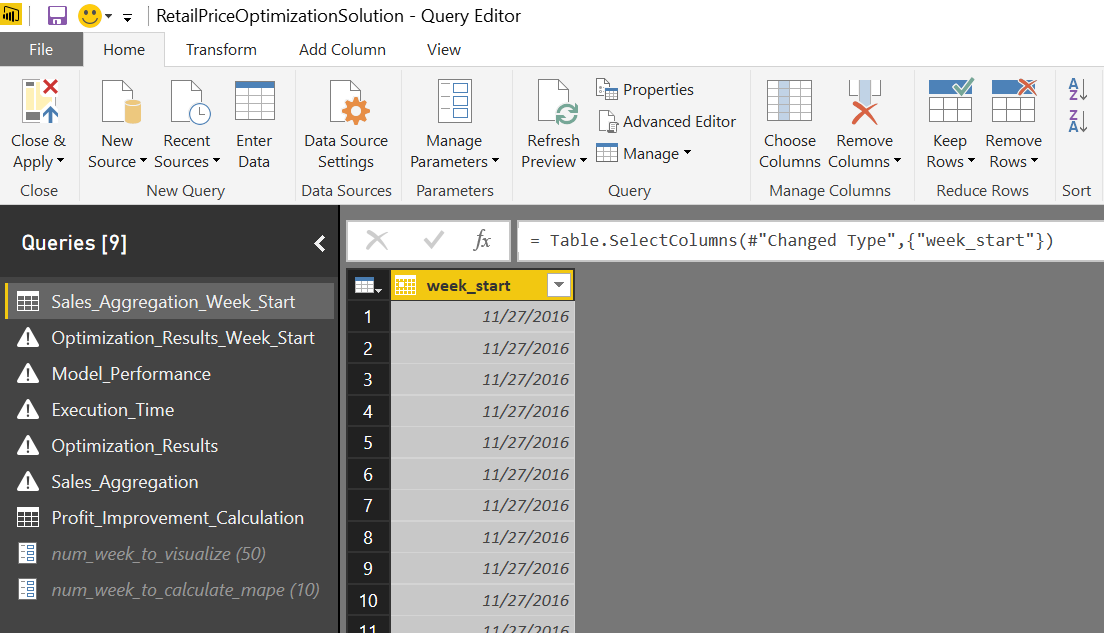 RetailPriceOptimizationSolution - Query Editor
File Home Transform Add Column View
Close & Apply
New Source
Recent Sources
Enter Data
Data Source Settings
Manage Parameters
Refresh Preview
Properties
Advanced Editor
Manage
Choose Columns
Remove Columns
Keep Rows
Remove Rows
A
Z
Z
A
Close
New Query
Data Sources
Parameters
Query
Manage Columns
Reduce Rows
Sort
Queries [9]
fx
= Table.SelectColumns(#"Changed Type",{"week_start"})
Sales_Aggregation_Week_Start
Optimization_Results_Week_Start
Model_Performance
Execution_Time
Optimization_Results
Sales_Aggregation
Profit_Improvement_Calculation
num_week_to_visualize (50)
num_week_to_calculate_mape (10)
week_start
1 11/27/2016
2 11/27/2016
3 11/27/2016
4 11/27/2016
5 11/27/2016
6 11/27/2016
7 11/27/2016
8 11/27/2016
9 11/27/2016
10 11/27/2016
11 11/27/2016